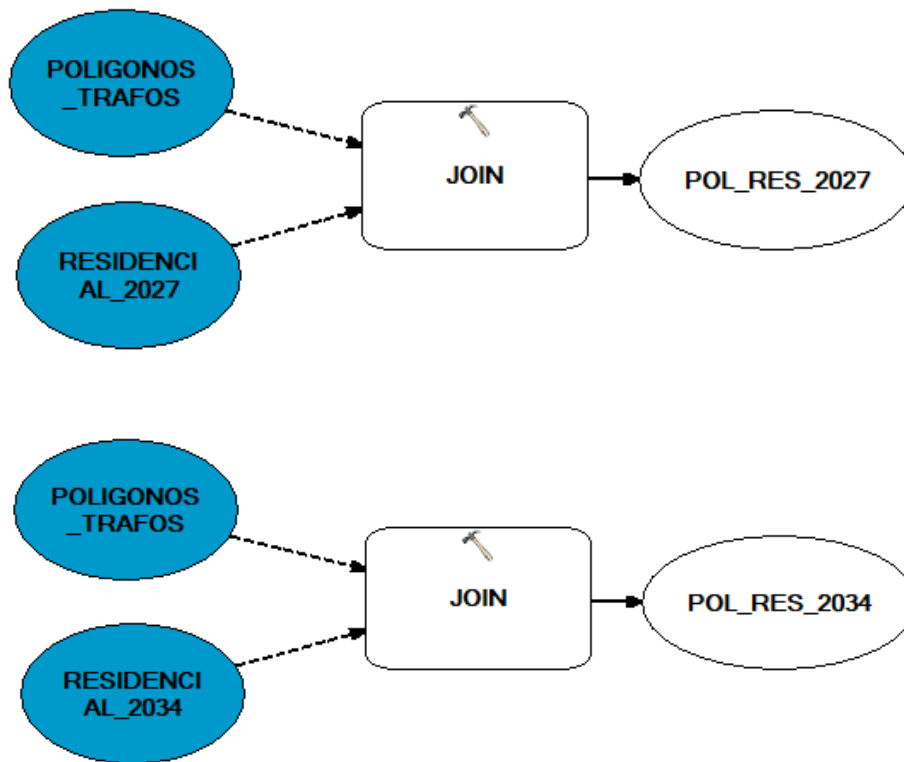 POLIGONOS
_TRAFOS
JOIN
POL_RES_2027
RESIDENCI
AL_2027
POLIGONOS
_TRAFOS
JOIN
POL_RES_2034
RESIDENCI
AL_2034